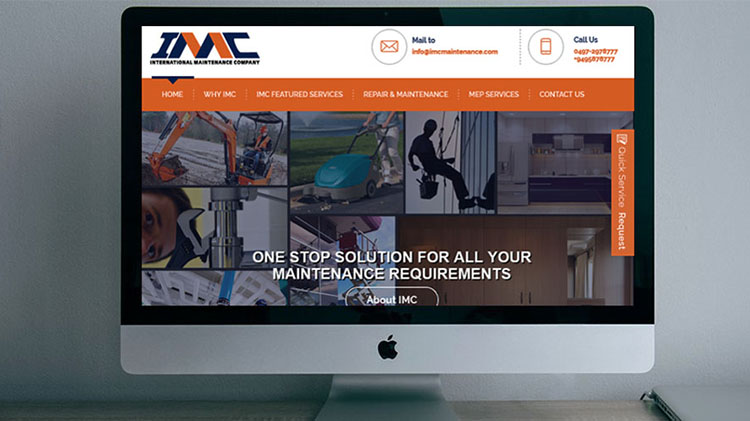 IMC
INTERNATIONAL MAINTENANCE COMPANY
Mail to
info@imcmaintenance.com
Call Us
0497-2978777
+9495878777
HOME
WHY IMC
IMC FEATURED SERVICES
REPAIR & MAINTENANCE
MEP SERVICES
CONTACT US
Quick Service Request
ONE STOP SOLUTION FOR ALL YOUR
MAINTENANCE REQUIREMENTS
About IMC